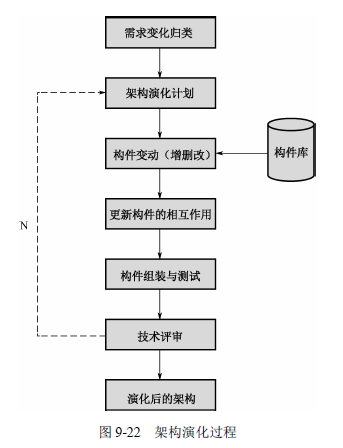 需求变化归类
架构演化计划
构件变动（增删改）
构件库
更新构件的相互作用
N
构件组装与测试
技术评审
演化后的架构
图 9-22 架构演化过程